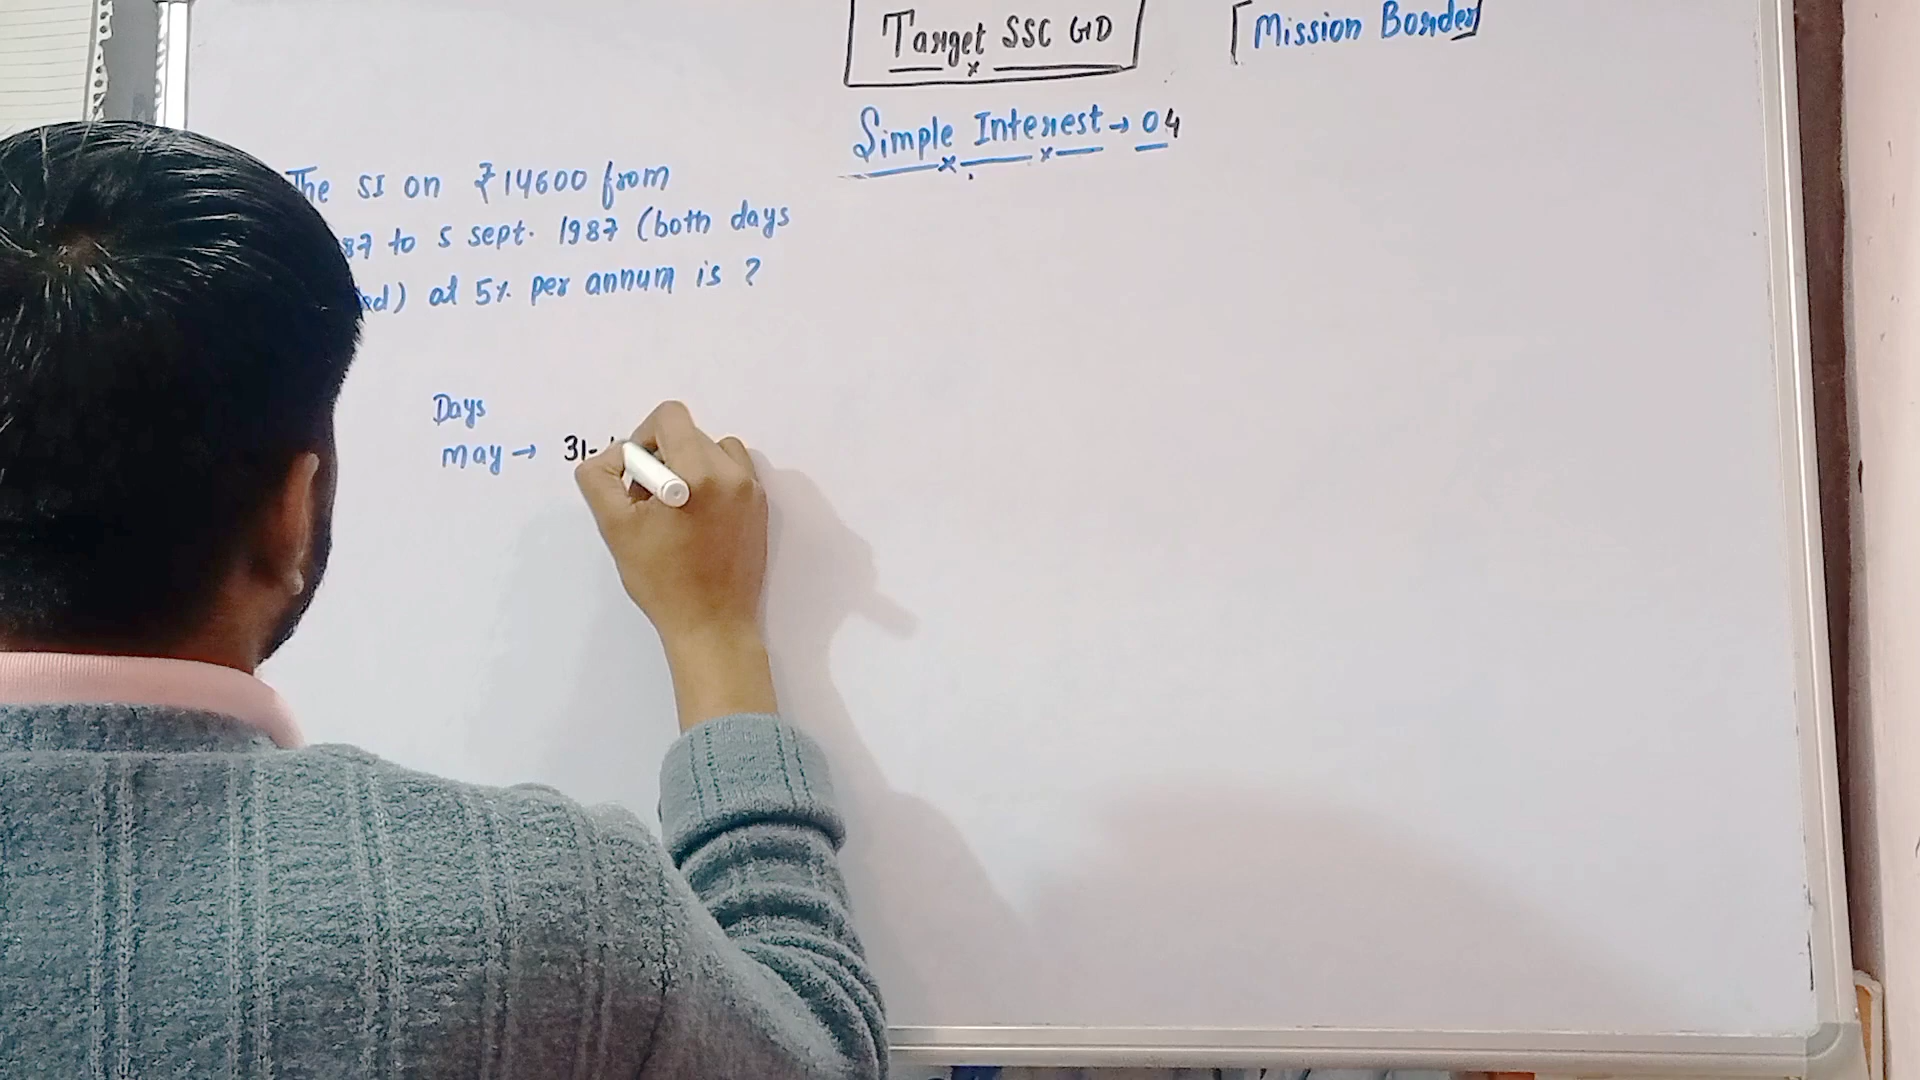 Target SSC GD
[Mission Border]
Simple Interest → 04
The SI on ₹14600 from
87 to 5 sept. 1987 (both days
ed) at 5% per annum is ?
Days
may → 31-